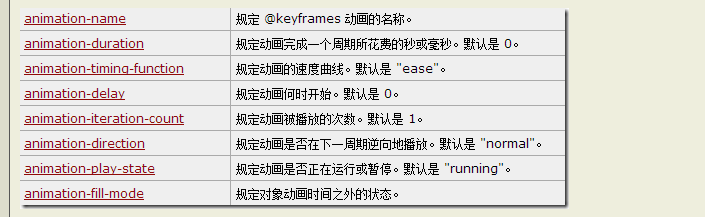 animation-name 规定 @keyframes 动画的名称。
animation-duration 规定动画完成一个周期所花费的秒或毫秒。默认是 0。
animation-timing-function 规定动画的速度曲线。默认是 "ease"。
animation-delay 规定动画何时开始。默认是 0。
animation-iteration-count 规定动画被播放的次数。默认是 1。
animation-direction 规定动画是否在下一周期逆向地播放。默认是 "normal"。
animation-play-state 规定动画是否正在运行或暂停。默认是 "running"。
animation-fill-mode 规定对象动画时间之外的状态。